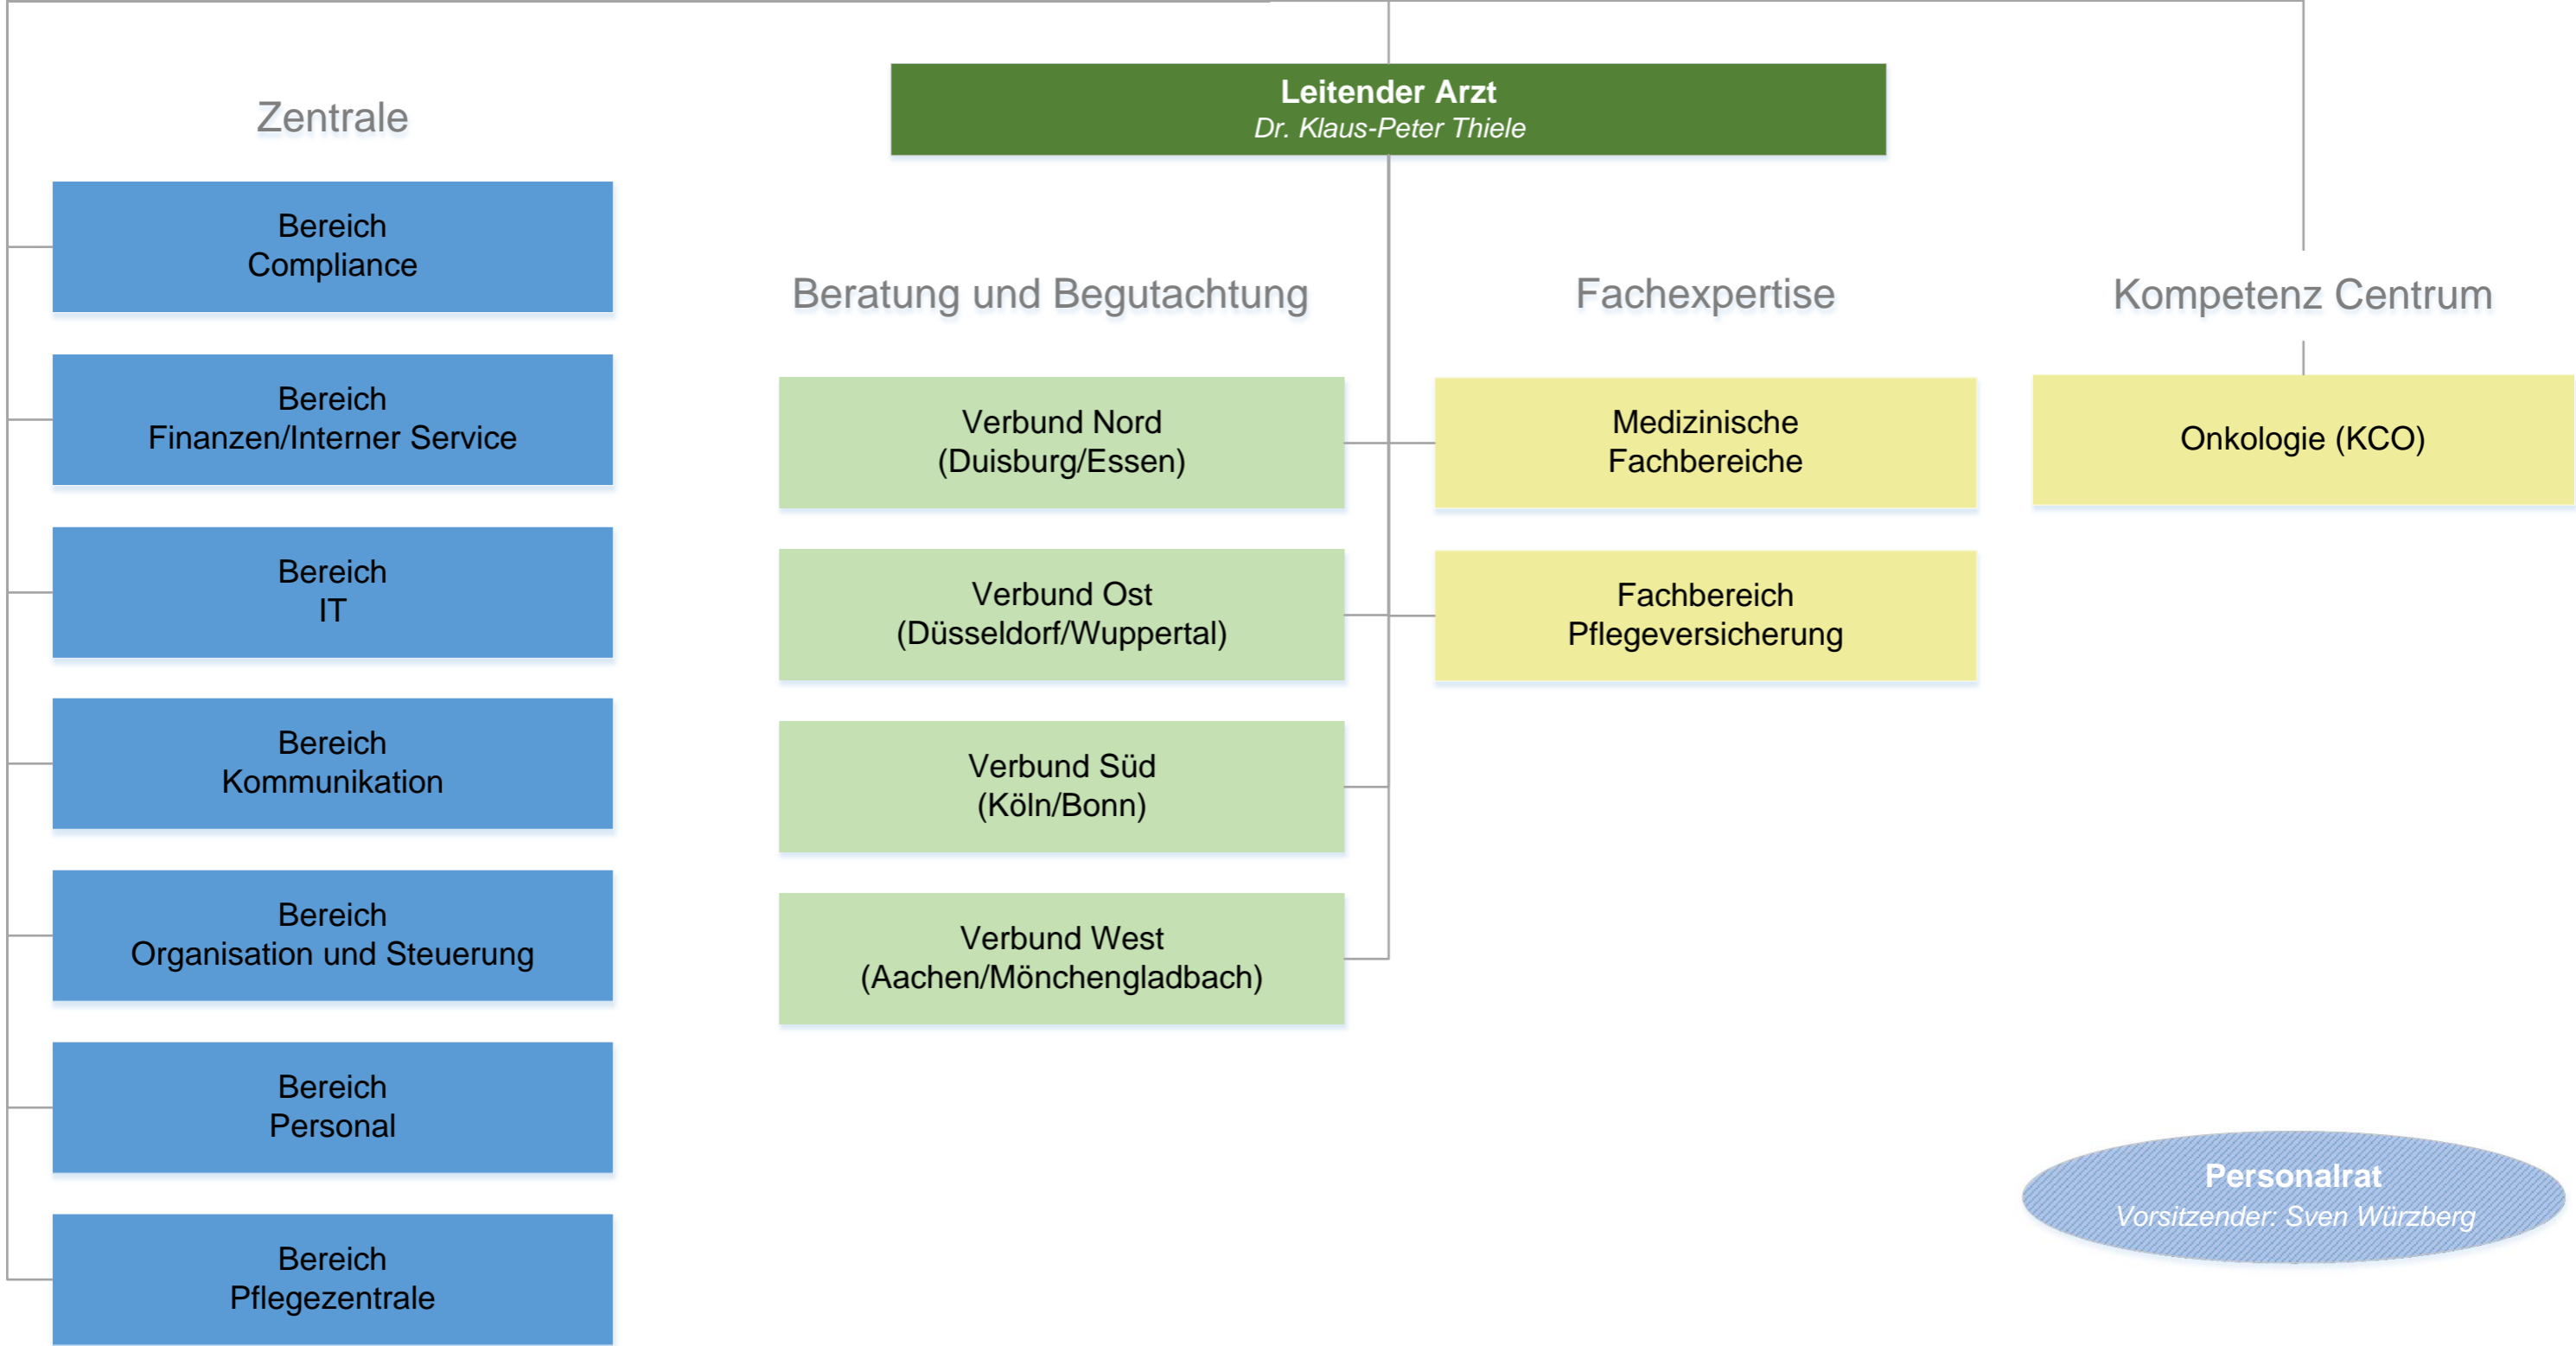 Zentrale
Bereich
Compliance
Bereich
Finanzen/Interner Service
Bereich
IT
Bereich
Kommunikation
Bereich
Organisation und Steuerung
Bereich
Personal
Bereich
Pflegezentrale
Leitender Arzt
Dr. Klaus-Peter Thiele
Beratung und Begutachtung
Verbund Nord
(Duisburg/Essen)
Verbund Ost
(Düsseldorf/Wuppertal)
Verbund Süd
(Köln/Bonn)
Verbund West
(Aachen/Mönchengladbach)
Fachexpertise
Medizinische
Fachbereiche
Fachbereich
Pflegeversicherung
Kompetenz Centrum
Onkologie (KCO)
Personalrat
Vorsitzender: Sven Würzberg